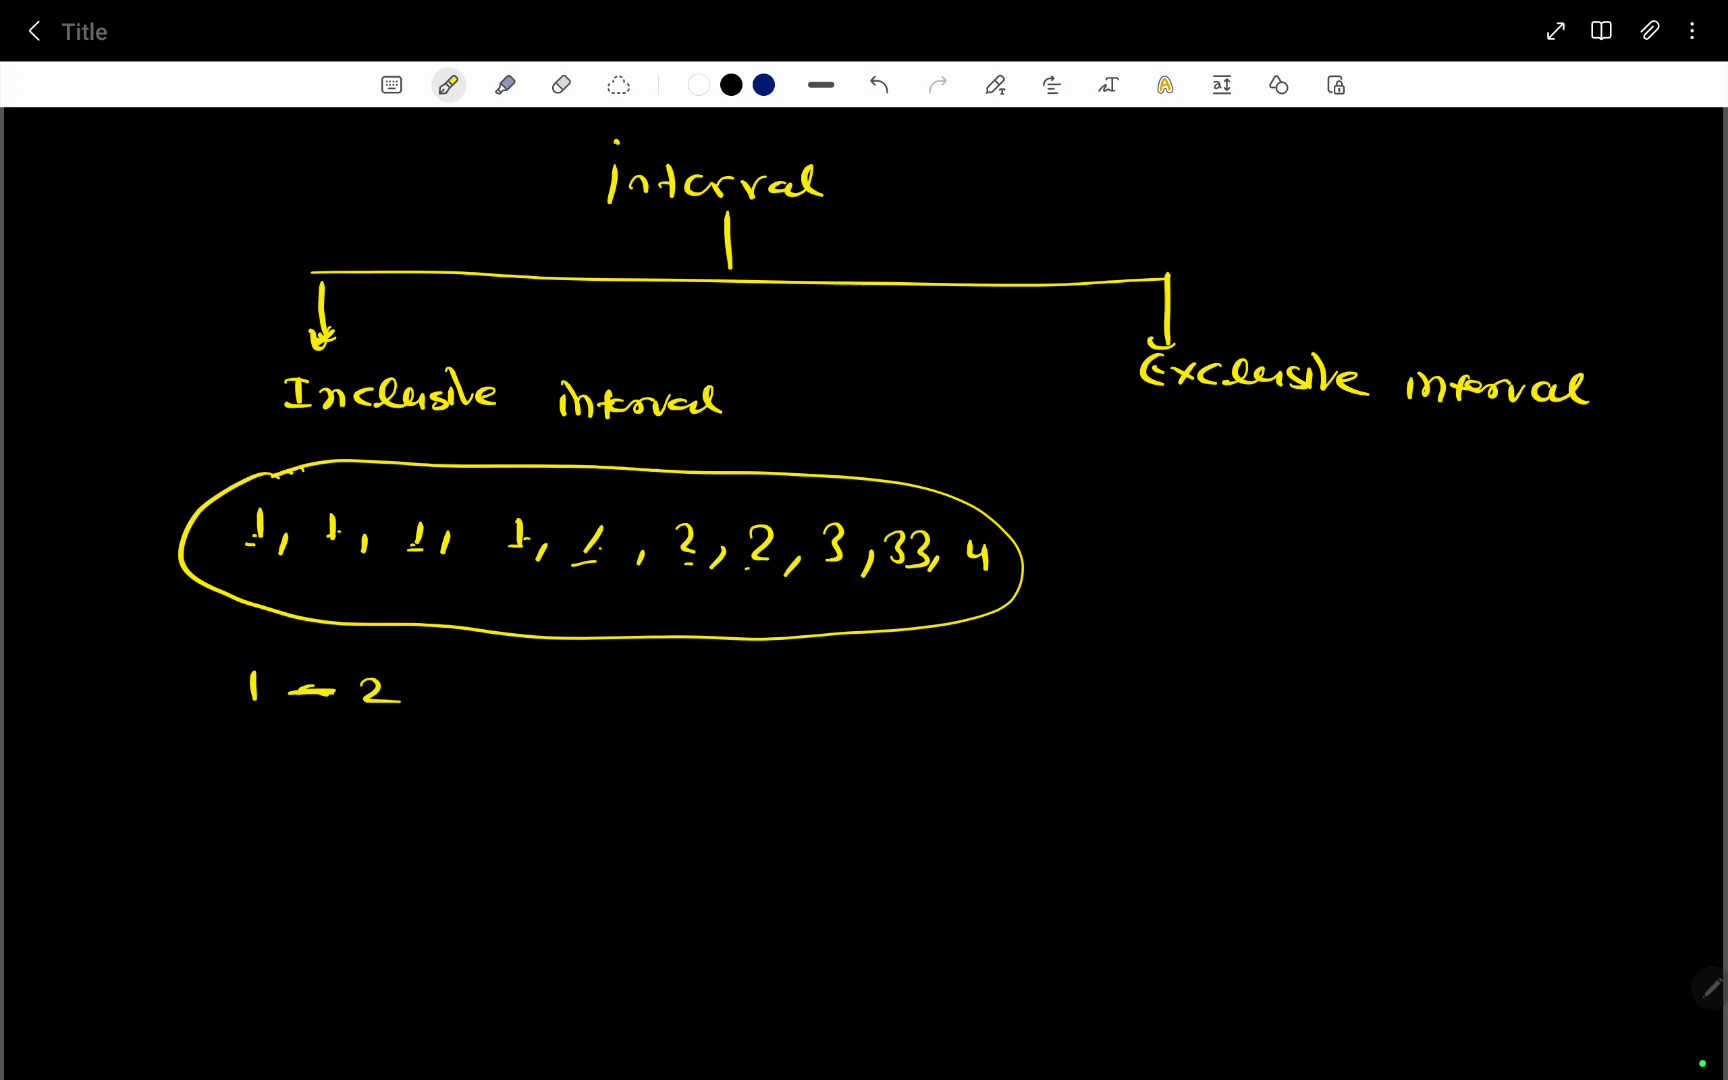 Title
interval
Inclusive interval
Exclusive interval
1, 1, 1, 1, 1, 2, 2, 3, 33, 4
1 - 2